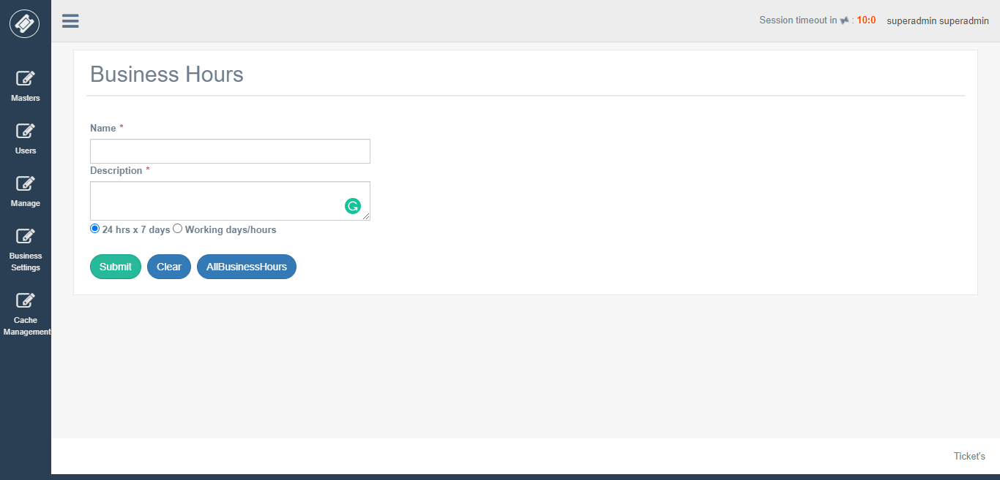 Session timeout in : 10:0 superadmin superadmin
Masters
Users
Manage
Business
Settings
Cache
Management
Business Hours
Name *
Description *
24 hrs x 7 days Working days/hours
Submit Clear AllBusinessHours
Ticket's